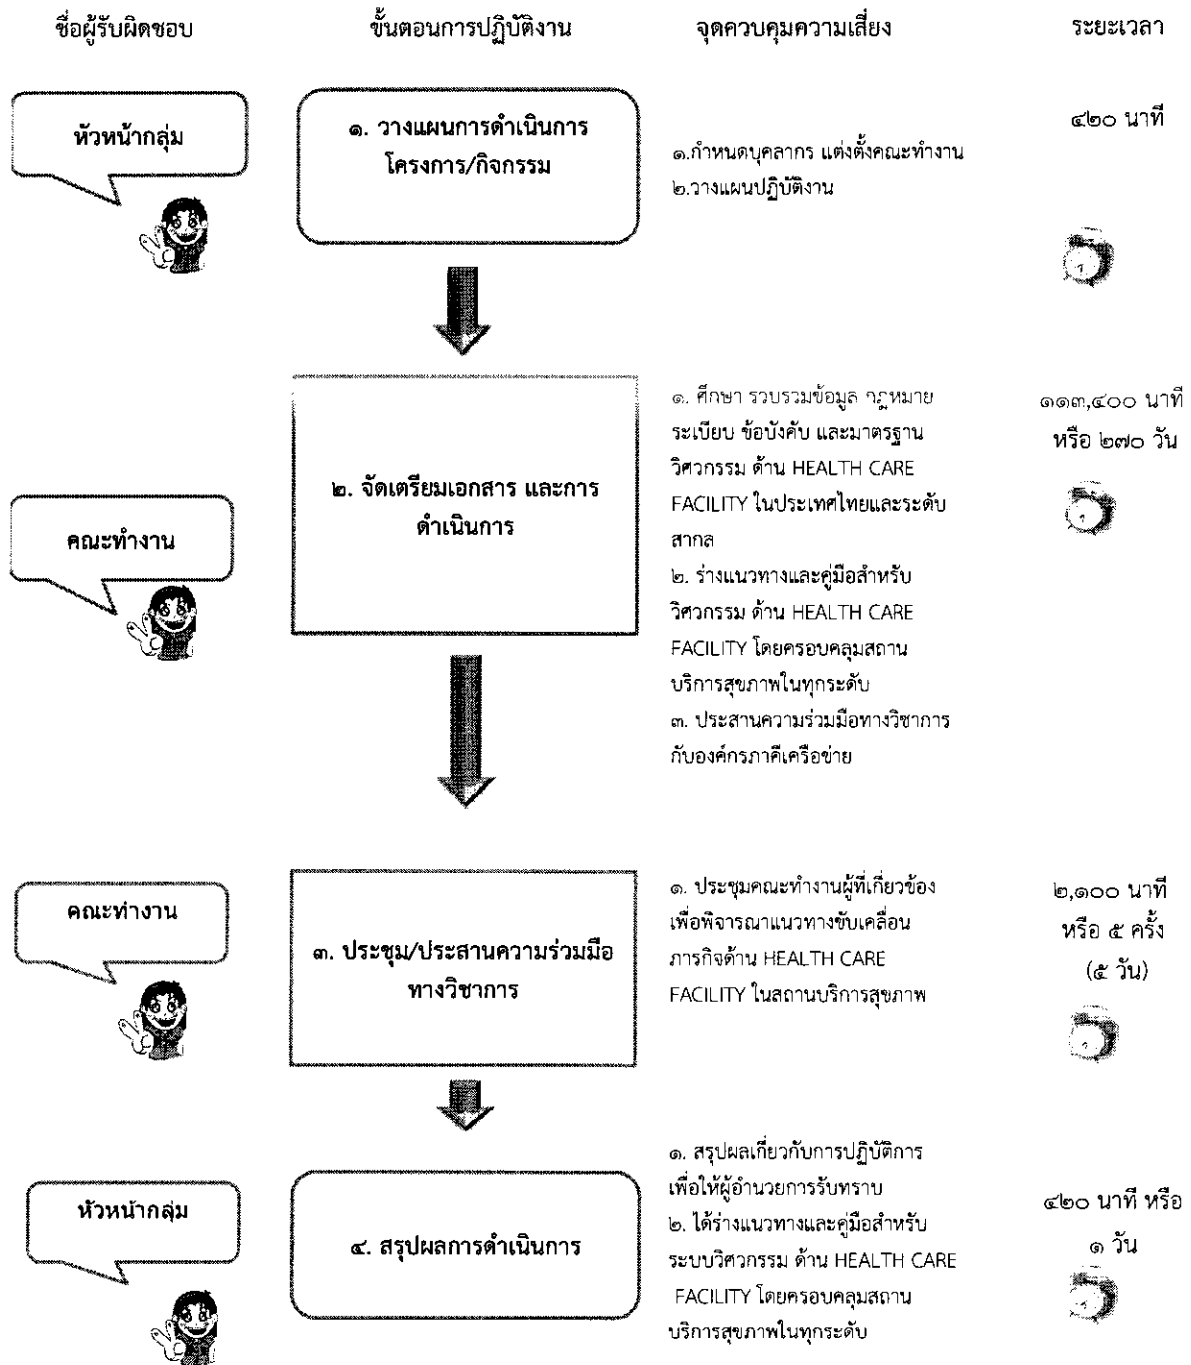 ชื่อผู้รับผิดชอบ
ขั้นตอนการปฏิบัติงาน
จุดควบคุมความเสี่ยง
ระยะเวลา
หัวหน้ากลุ่ม
๑. วางแผนการดำเนินการ
โครงการ/กิจกรรม
๑.กำหนดบุคลากร แต่งตั้งคณะทำงาน
๒.วางแผนปฏิบัติงาน
๔๒๐ นาที
คณะทำงาน
๒. จัดเตรียมเอกสาร และการ
ดำเนินการ
๑. ศึกษา รวบรวมข้อมูล กฎหมาย
ระเบียบ ข้อบังคับ และมาตรฐาน
วิศวกรรม ด้าน HEALTH CARE
FACILITY ในประเทศไทยและระดับ
สากล
๒. ร่างแนวทางและคู่มือสำหรับ
วิศวกรรม ด้าน HEALTH CARE
FACILITY โดยครอบคลุมสถาน
บริการสุขภาพในทุกระดับ
๓. ประสานความร่วมมือทางวิชาการ
กับองค์กรภาคีเครือข่าย
๑๑๓,๔๐๐ นาที
หรือ ๒๗๐ วัน
คณะทำงาน
๓. ประชุม/ประสานความร่วมมือ
ทางวิชาการ
๑. ประชุมคณะทำงานผู้ที่เกี่ยวข้อง
เพื่อพิจารณาแนวทางขับเคลื่อน
ภารกิจด้าน HEALTH CARE
FACILITY ในสถานบริการสุขภาพ
๒,๑๐๐ นาที
หรือ ๕ ครั้ง
(๕ วัน)
หัวหน้ากลุ่ม
๔. สรุปผลการดำเนินการ
๑. สรุปผลเกี่ยวกับการปฏิบัติการ
เพื่อให้ผู้อำนวยการรับทราบ
๒. ได้ร่างแนวทางและคู่มือสำหรับ
ระบบวิศวกรรม ด้าน HEALTH CARE
FACILITY โดยครอบคลุมสถาน
บริการสุขภาพในทุกระดับ
๔๒๐ นาที หรือ
๑ วัน